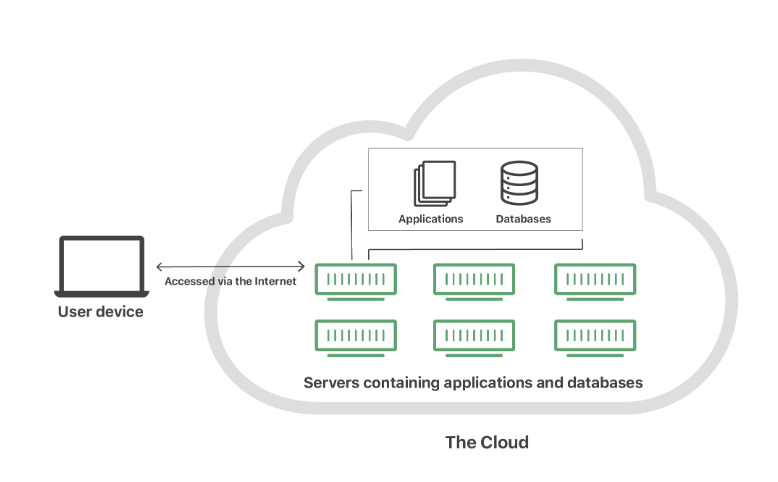 Applications
Databases
Accessed via the Internet
User device
Servers containing applications and databases
The Cloud